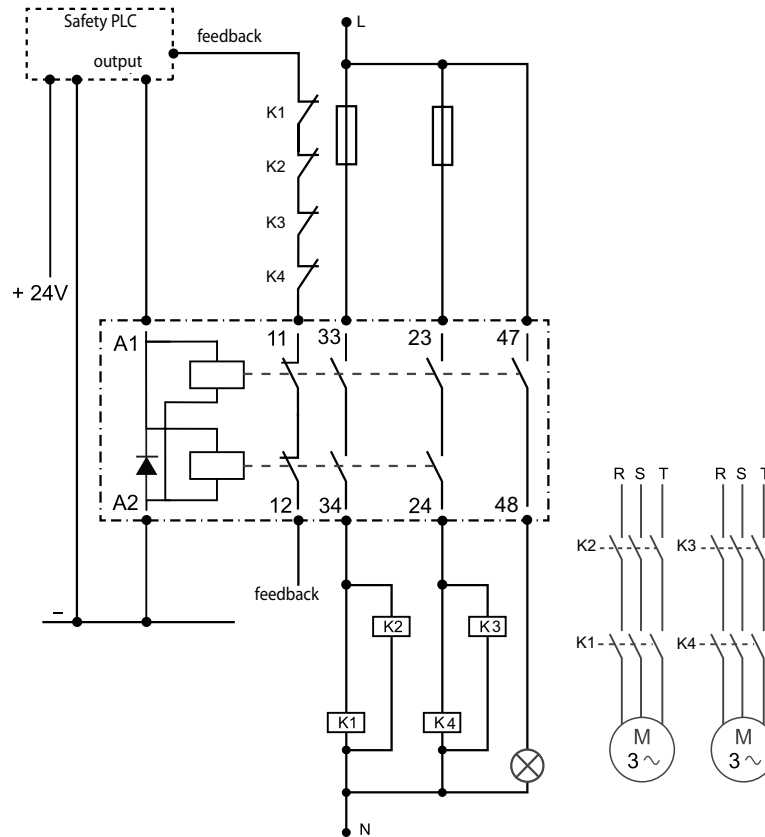 Safety PLC
output
feedback
L
K1
K2
K3
K4
+ 24V
A1
11
33
23
47
A2
12
34
24
48
–
feedback
K2
K3
K1
K4
N
R S T
R S T
K2
K3
K1
K4
M
3 ~
M
3 ~